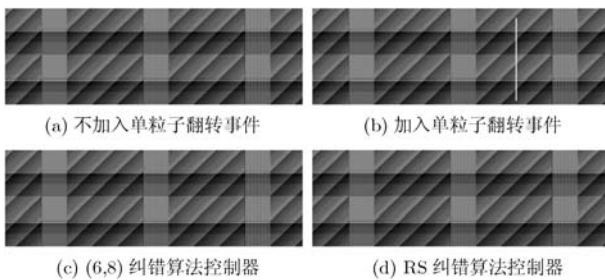 (a) 不加入单粒子翻转事件
(b) 加入单粒子翻转事件
(c) (6,8) 纠错算法控制器
(d) RS 纠错算法控制器